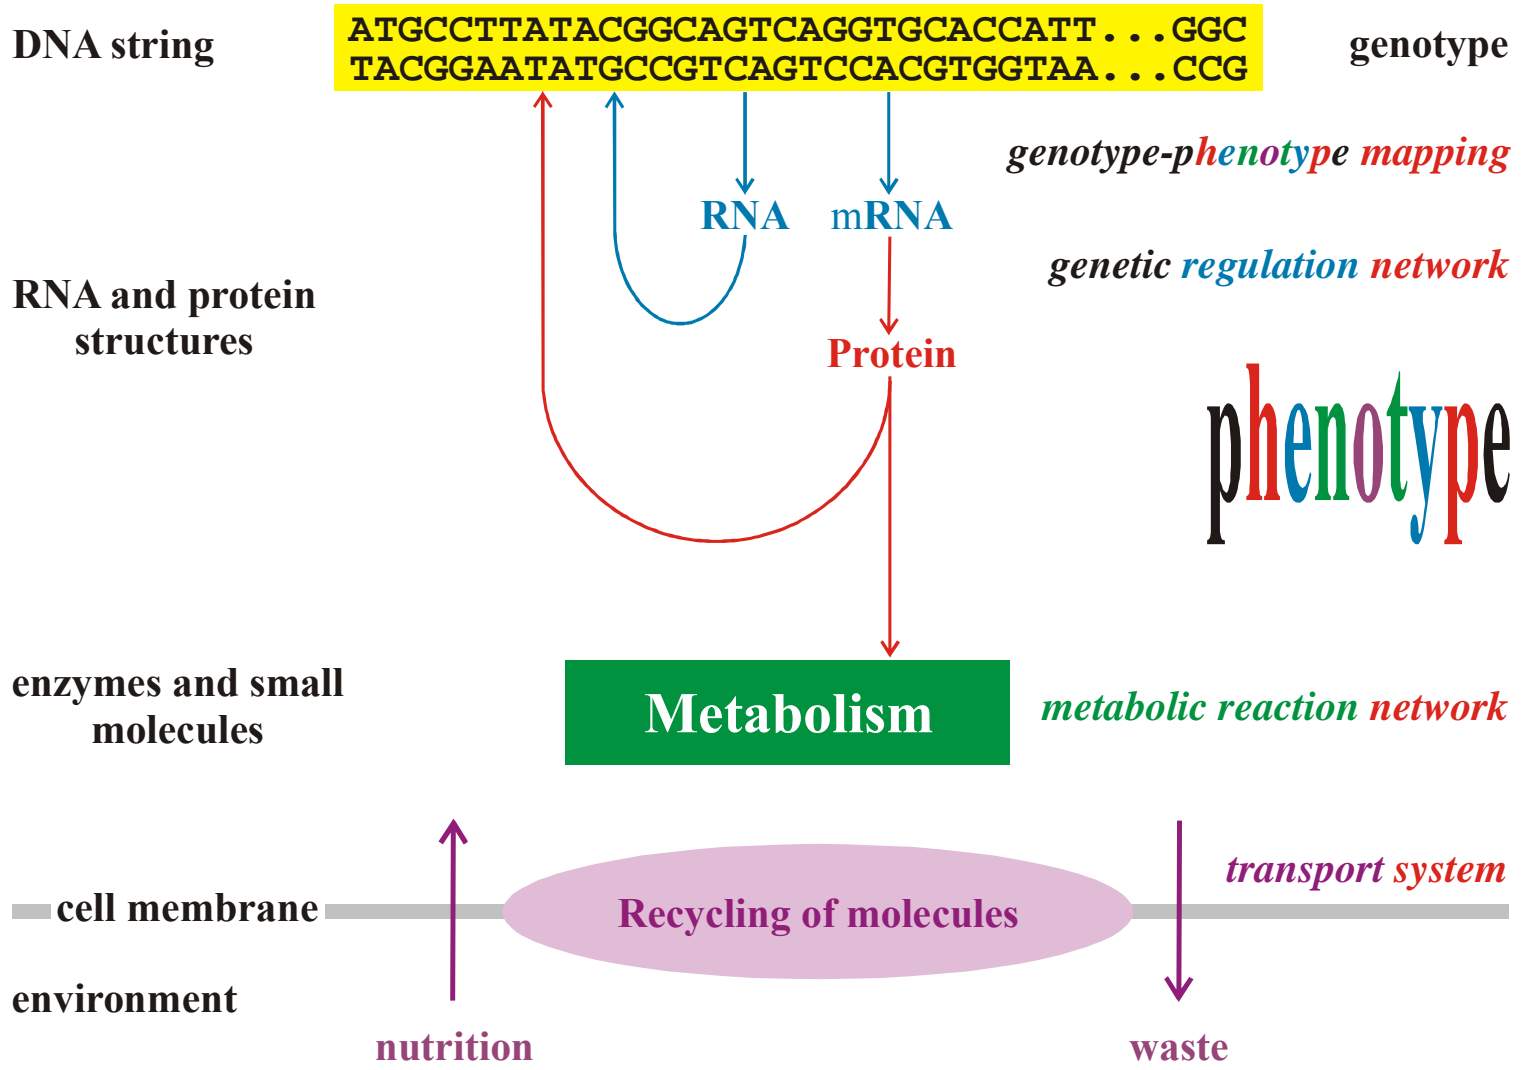 DNA string
ATGCCTTATACGGCAGTCAGGTGCACCATT...GGC
TACGGAATATGCCGTCAGTCCACGTGGTAA...CCG
genotype
genotype-phenotype mapping
RNA
mRNA
genetic regulation network
RNA and protein
structures
Protein
phenotype
enzymes and small
molecules
Metabolism
metabolic reaction network
transport system
cell membrane
Recycling of molecules
environment
nutrition
waste